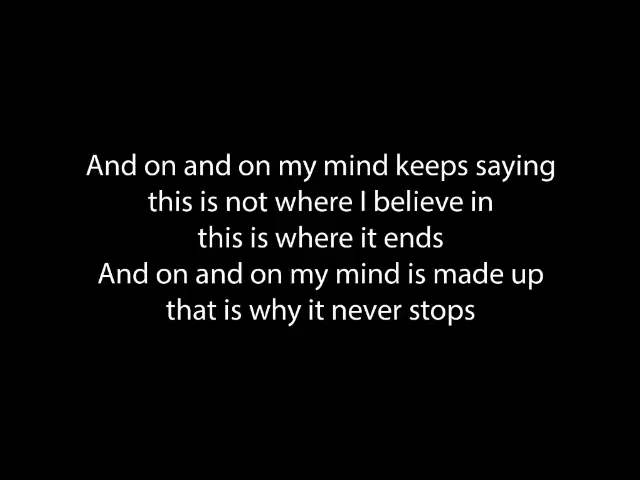 And on and on my mind keeps saying
this is not where I believe in
this is where it ends
And on and on my mind is made up
that is why it never stops